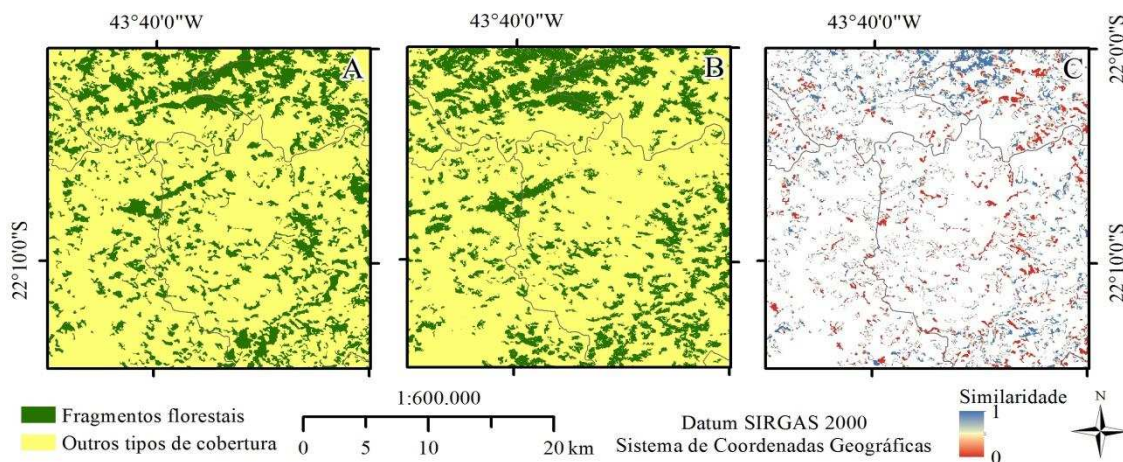 43°40'0"W
43°40'0"W
43°40'0"W
A
B
C
22°0'0"S
22°10'0"S
22°10'0"S
Fragmentos florestais
Outros tipos de cobertura
1:600.000
0 5 10 20 km
Datum SIRGAS 2000
Sistema de Coordenadas Geográficas
Similaridade
1
0
N